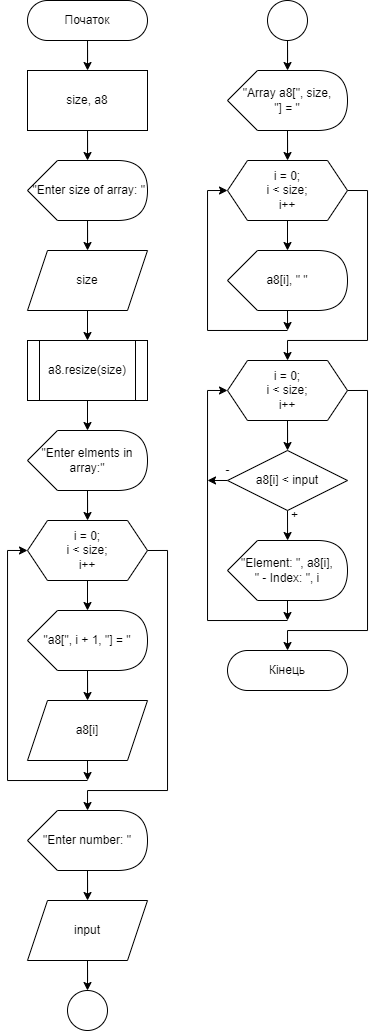 Початок
size, a8
"Enter size of array: "
size
a8.resize(size)
"Enter elments in
array:"
i = 0;
i < size;
i++
"a8[", i + 1, "] = "
a8[i]
"Enter number: "
input
"Array a8[", size,
"] = "
i = 0;
i < size;
i++
a8[i], " "
i = 0;
i < size;
i++
a8[i] < input
-
+
"Element: ", a8[i],
" - Index: ", i
Кінець